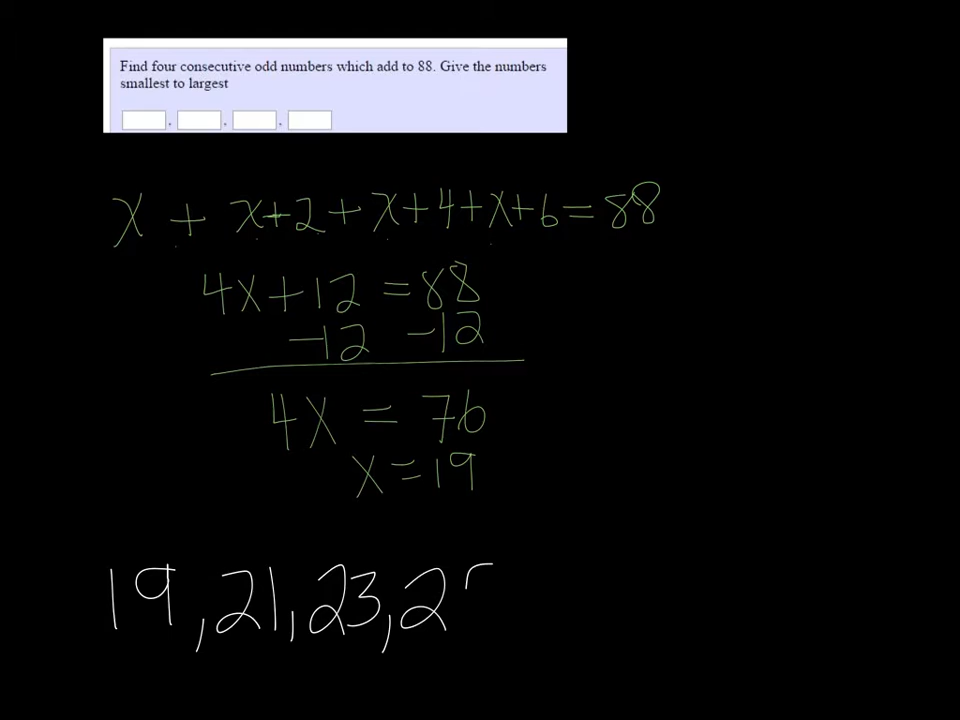 Find four consecutive odd numbers which add to 88. Give the numbers
smallest to largest
, , ,
x + x+2 + x+4+x+6=88
4x+12 = 88
-12 -12
4x = 76
x = 19
19, 21, 23, 2